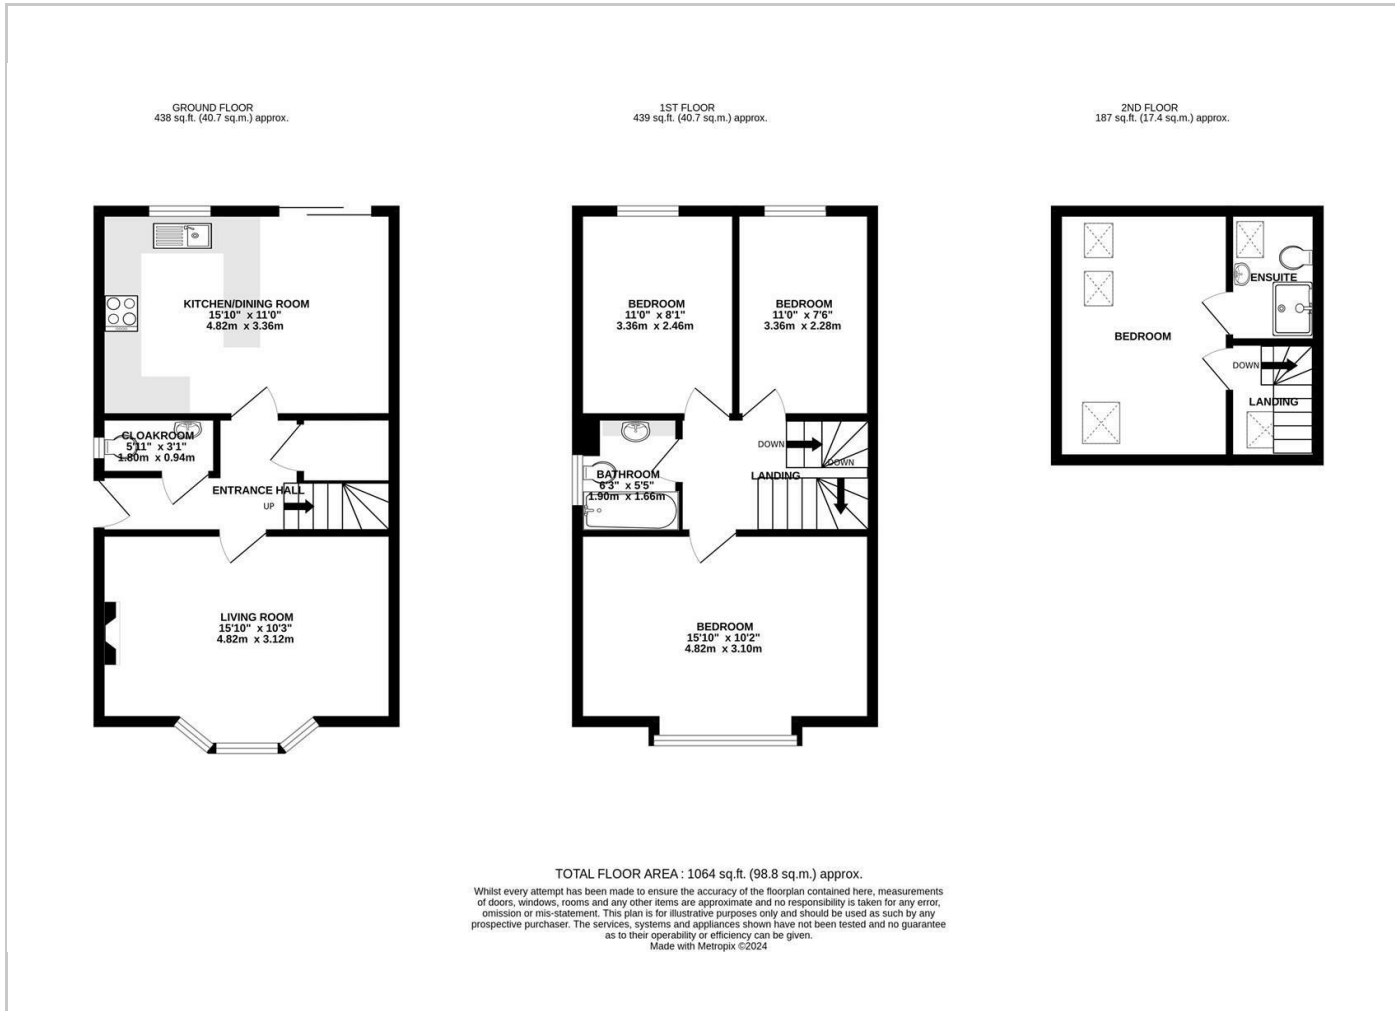 GROUND FLOOR
438 sq.ft. (40.7 sq.m.) approx.
1ST FLOOR
439 sq.ft. (40.7 sq.m.) approx.
2ND FLOOR
187 sq.ft. (17.4 sq.m.) approx.
KITCHEN/DINING ROOM
15'10" x 11'0"
4.82m x 3.36m
CLOAKROOM
5'11" x 3'1"
1.80m x 0.94m
ENTRANCE HALL
UP
LIVING ROOM
15'10" x 10'3"
4.82m x 3.12m
BEDROOM
11'0" x 8'1"
3.36m x 2.46m
BEDROOM
11'0" x 7'6"
3.36m x 2.28m
DOWN
DOWN
LANDING
BATHROOM
6'3" x 5'5"
1.90m x 1.66m
BEDROOM
15'10" x 10'2"
4.82m x 3.10m
ENSUITE
BEDROOM
DOWN
LANDING
TOTAL FLOOR AREA : 1064 sq.ft. (98.8 sq.m.) approx.
Whilst every attempt has been made to ensure the accuracy of the floorplan contained here, measurements
of doors, windows, rooms and any other items are approximate and no responsibility is taken for any error,
omission or mis-statement. This plan is for illustrative purposes only and should be used as such by any
prospective purchaser. The services, systems and appliances shown have not been tested and no guarantee
as to their operability or efficiency can be given.
Made with Metropix ©2024